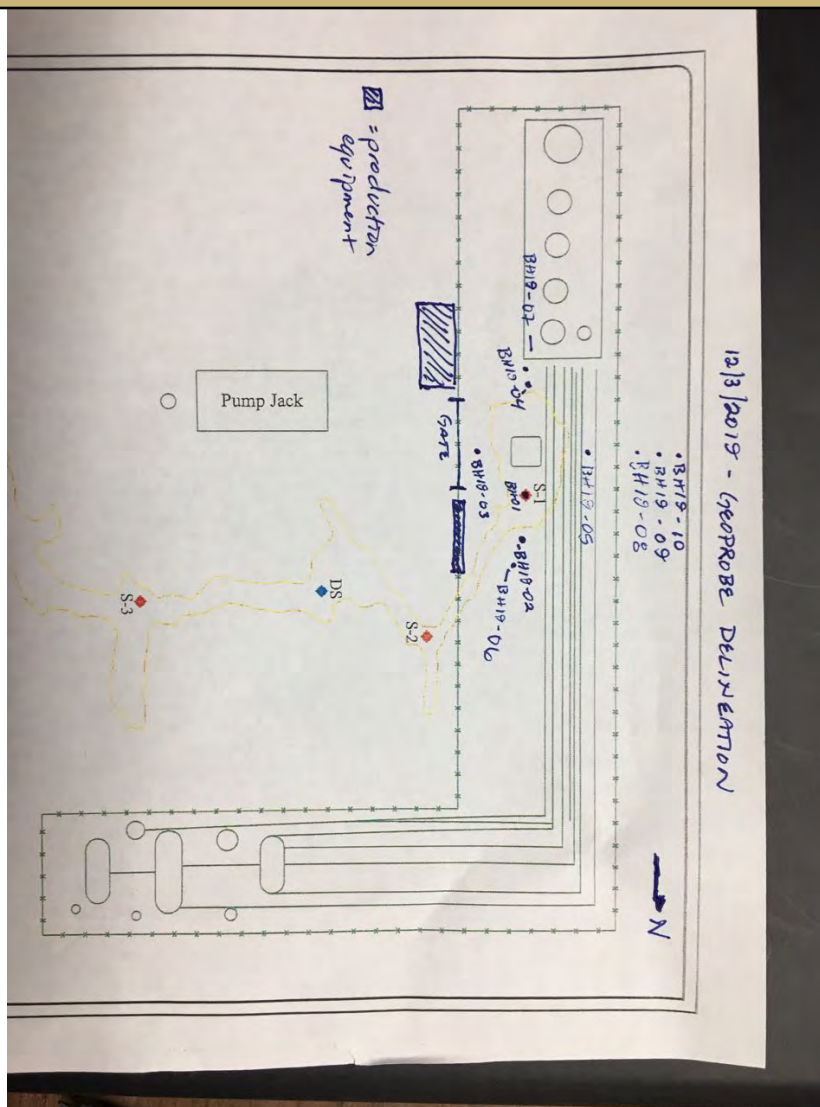 12/3/2019 - GEOPROBE DELINEATION
• BH19-10
• BH19-09
• BH19-08
N
• BH19-05
BH19-07 -
BH19-04
S-1
BH01
• BH19-02
- BH19-06
• BH19-03
GATE
= production
equipment
Pump Jack
S-2
DS
S-3